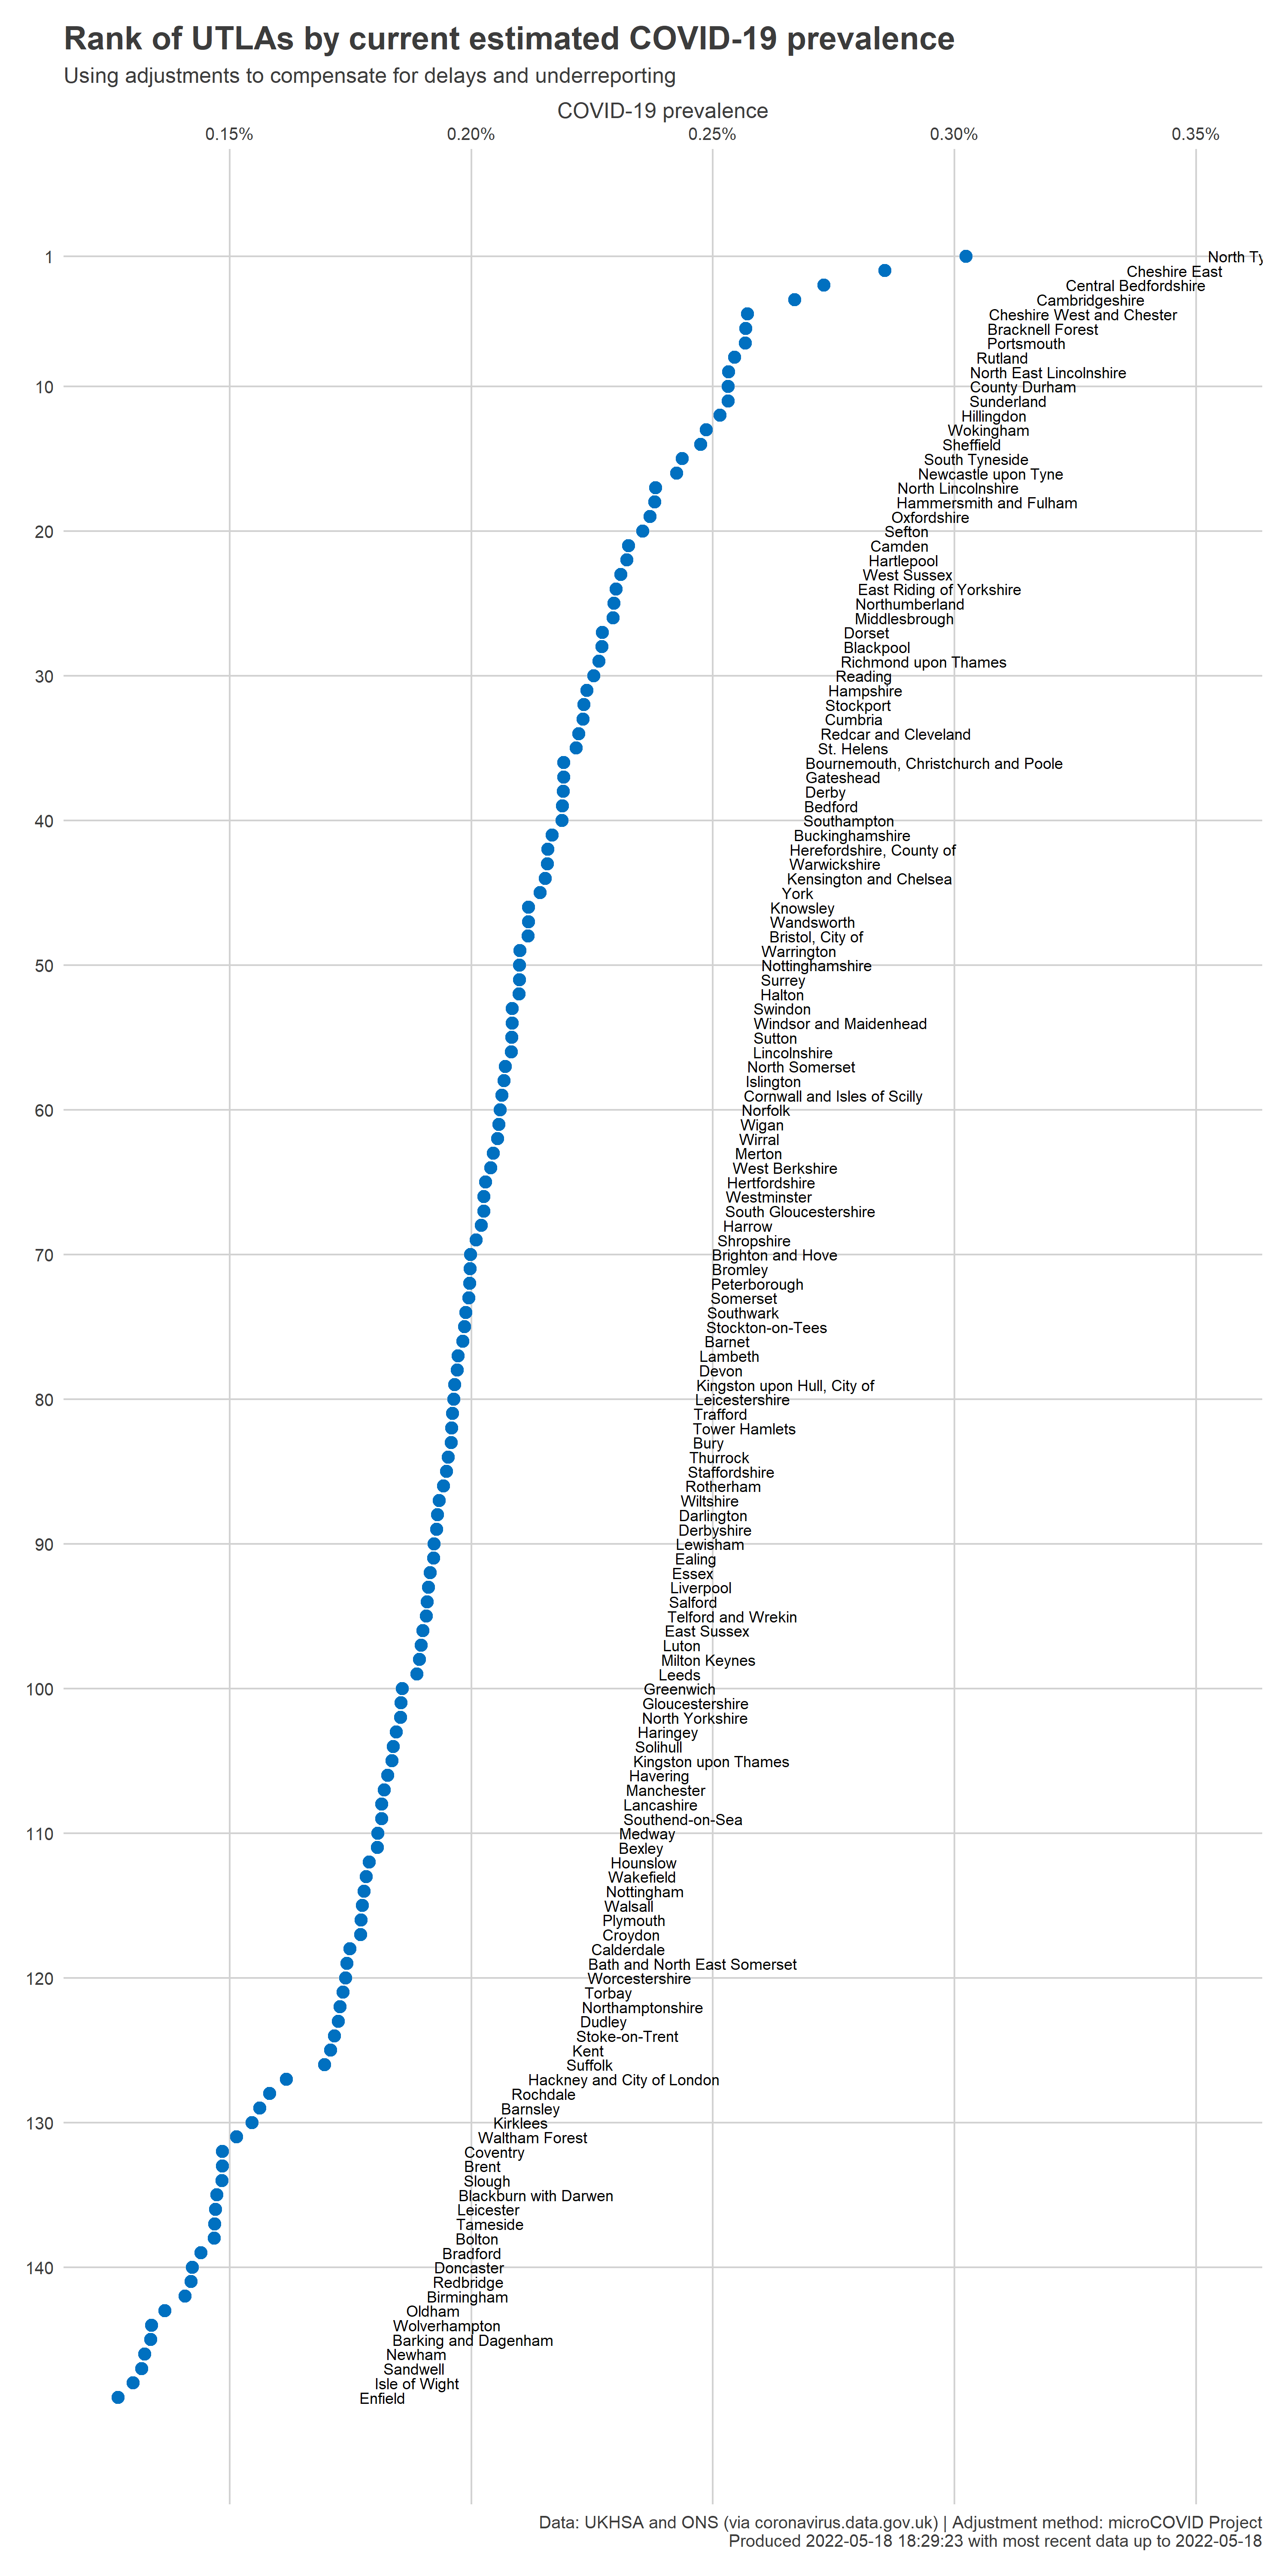 Rank of UTLAs by current estimated COVID-19 prevalence
Using adjustments to compensate for delays and underreporting
COVID-19 prevalence
0.15% 0.20% 0.25% 0.30% 0.35%
1 North Ty
Cheshire East
Central Bedfordshire
Cambridgeshire
Cheshire West and Chester
Bracknell Forest
Portsmouth
Rutland
North East Lincolnshire
10 County Durham
Sunderland
Hillingdon
Wokingham
Sheffield
South Tyneside
Newcastle upon Tyne
North Lincolnshire
Hammersmith and Fulham
Oxfordshire
20 Sefton
Camden
Hartlepool
West Sussex
East Riding of Yorkshire
Northumberland
Middlesbrough
Dorset
Blackpool
Richmond upon Thames
30 Reading
Hampshire
Stockport
Cumbria
Redcar and Cleveland
St. Helens
Bournemouth, Christchurch and Poole
Gateshead
Derby
Bedford
40 Southampton
Buckinghamshire
Herefordshire, County of
Warwickshire
Kensington and Chelsea
York
Knowsley
Wandsworth
Bristol, City of
Warrington
50 Nottinghamshire
Surrey
Halton
Swindon
Windsor and Maidenhead
Sutton
Lincolnshire
North Somerset
Islington
Cornwall and Isles of Scilly
60 Norfolk
Wigan
Wirral
Merton
West Berkshire
Hertfordshire
Westminster
South Gloucestershire
Harrow
Shropshire
70 Brighton and Hove
Bromley
Peterborough
Somerset
Southwark
Stockton-on-Tees
Barnet
Lambeth
Devon
Kingston upon Hull, City of
80 Leicestershire
Trafford
Tower Hamlets
Bury
Thurrock
Staffordshire
Rotherham
Wiltshire
Darlington
Derbyshire
90 Lewisham
Ealing
Essex
Liverpool
Salford
Telford and Wrekin
East Sussex
Luton
Milton Keynes
Leeds
100 Greenwich
Gloucestershire
North Yorkshire
Haringey
Solihull
Kingston upon Thames
Havering
Manchester
Lancashire
Southend-on-Sea
110 Medway
Bexley
Hounslow
Wakefield
Nottingham
Walsall
Plymouth
Croydon
Calderdale
Bath and North East Somerset
120 Worcestershire
Torbay
Northamptonshire
Dudley
Stoke-on-Trent
Kent
Suffolk
Hackney and City of London
Rochdale
Barnsley
130 Kirklees
Waltham Forest
Coventry
Brent
Slough
Blackburn with Darwen
Leicester
Tameside
Bolton
Bradford
140 Doncaster
Redbridge
Birmingham
Oldham
Wolverhampton
Barking and Dagenham
Newham
Sandwell
Isle of Wight
Enfield
Data: UKHSA and ONS (via coronavirus.data.gov.uk) | Adjustment method: microCOVID Project
Produced 2022-05-18 18:29:23 with most recent data up to 2022-05-18